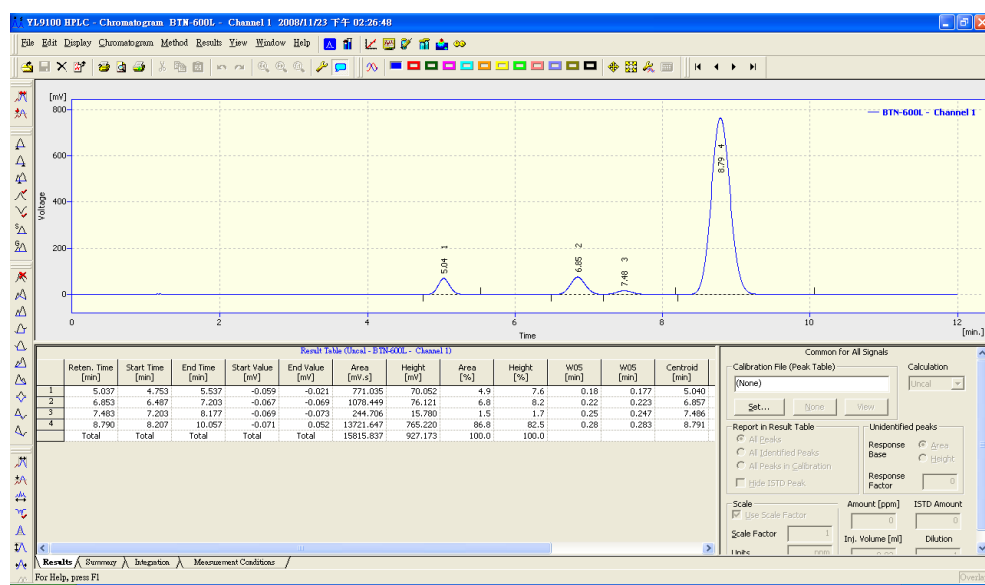 YL9100 HPLC - Chromatogram BTN-600L - Channel 1 2008/11/23 下午 02:26:48
File Edit Display Chromatogram Method Results View Window Help
[mV]
800
600
400
200
0
Voltage
BTN-600L - Channel 1
5.04 1
6.85 2
7.48 3
8.79 4
0 2 4 6 8 10 12
Time
[min.]
Result Table (Uncal - BTN-600L - Channel 1)
Reten. Time [min] Start Time [min] End Time [min] Start Value [mV] End Value [mV] Area [mV.s] Height [mV] Area [%] Height [%] W05 [min] W05 [min] Centroid [min]
1 5.037 4.753 5.537 -0.059 -0.021 771.035 70.052 4.9 7.6 0.18 0.177 5.040
2 6.853 6.487 7.203 -0.067 -0.069 1078.449 76.121 6.8 8.2 0.22 0.223 6.857
3 7.483 7.203 8.177 -0.069 -0.073 244.706 15.780 1.5 1.7 0.25 0.247 7.486
4 8.790 8.207 10.057 -0.071 0.052 13721.647 765.220 86.8 82.5 0.28 0.283 8.791
Total Total Total Total Total 15815.837 927.173 100.0 100.0
Common for All Signals
Calibration File (Peak Table)
(None)
Set... None View
Calculation
Uncal
Report in Result Table
All Peaks
All Identified Peaks
All Peaks in Calibration
Hide ISTD Peak
Unidentified peaks
Response Base
Area
Height
Response Factor
0
Scale
Use Scale Factor
Scale Factor 1
Units ppm
Amount [ppm] ISTD Amount
0 0
Inj. Volume [ml] Dilution
Results Summary Integration Measurement Conditions
For Help, press F1
Overlay